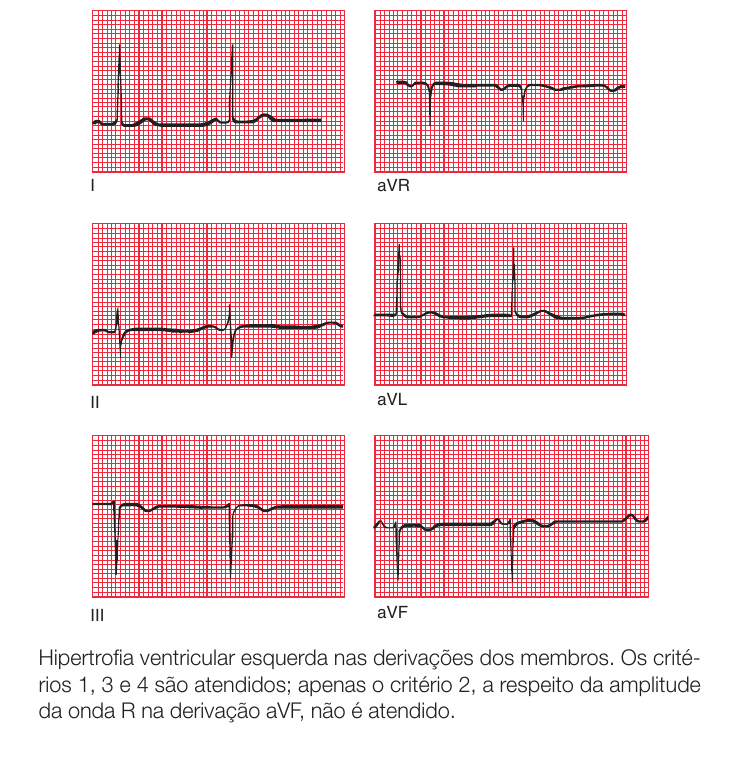 I
aVR
II
aVL
III
aVF
Hipertrofia ventricular esquerda nas derivações dos membros. Os crité-
rios 1, 3 e 4 são atendidos; apenas o critério 2, a respeito da amplitude
da onda R na derivação aVF, não é atendido.